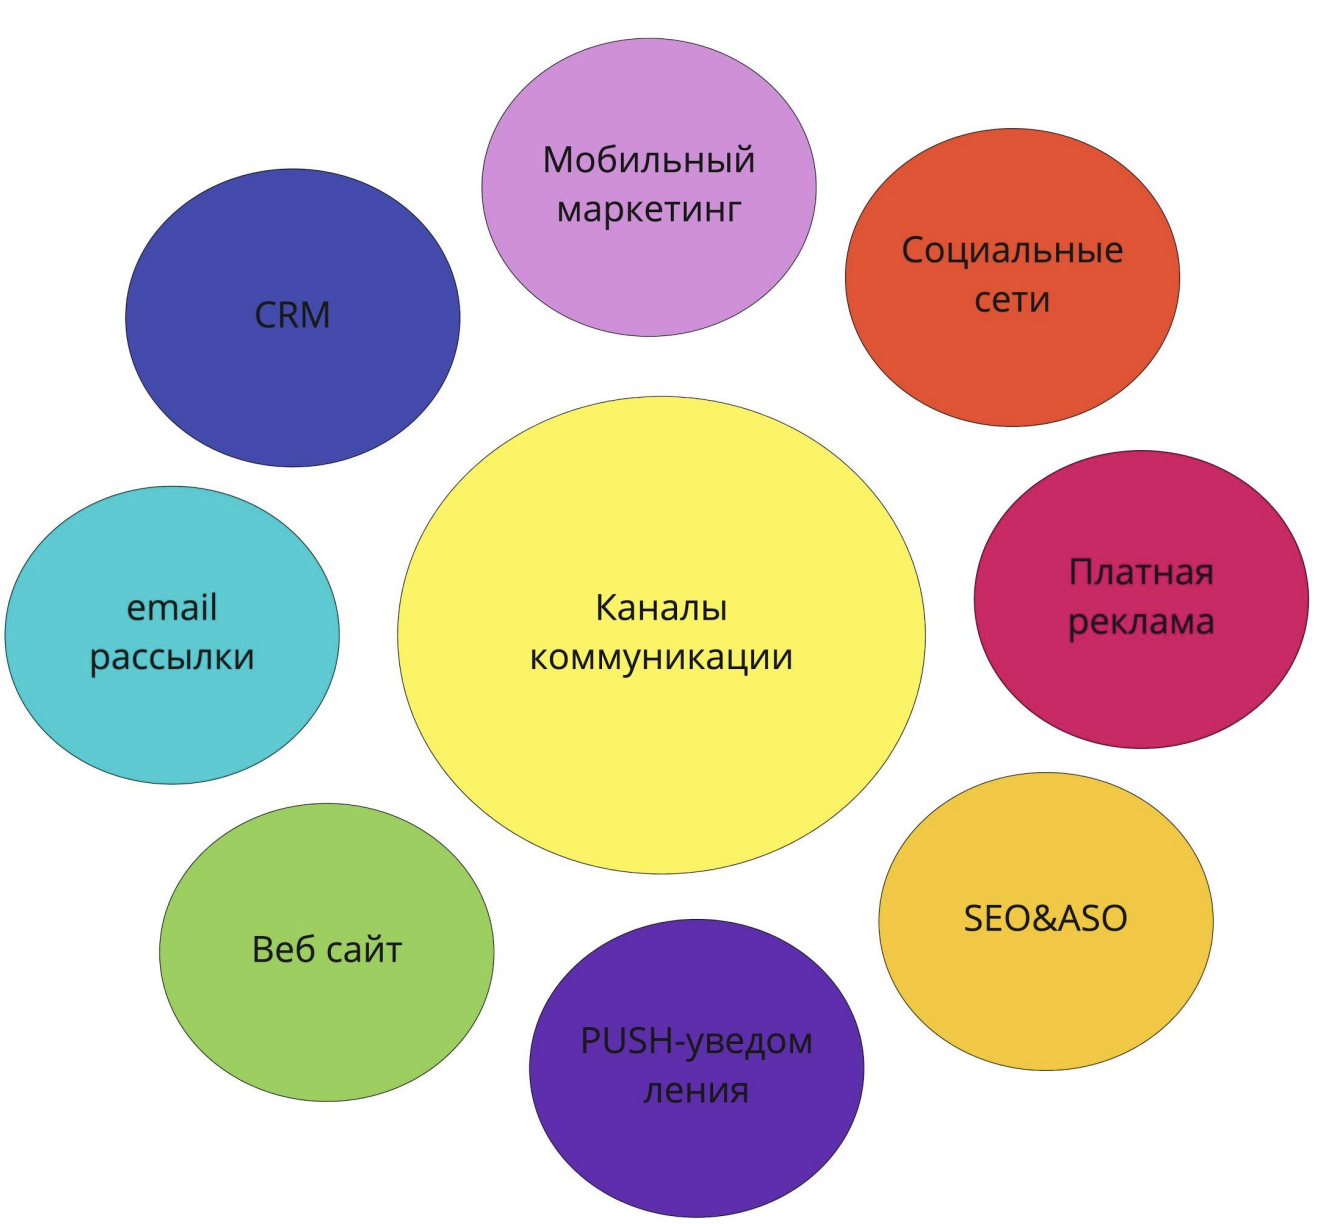 Мобильный
маркетинг
Социальные
сети
CRM
Платная
реклама
email
рассылки
Каналы
коммуникации
SEO&ASO
Веб сайт
PUSH-уведом
ления